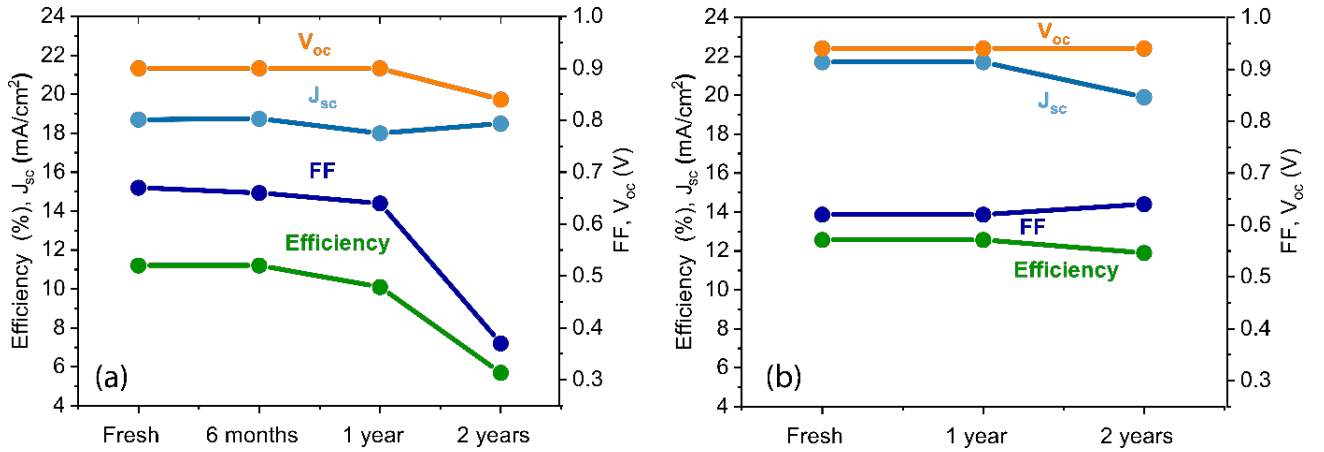 Efficiency (%), Jsc (mA/cm²)
24
22
20
18
16
14
12
10
8
6
4
Voc
Jsc
FF
Efficiency
(a)
Fresh
6 months
1 year
2 years
1.0
0.9
0.8
0.7
0.6
0.5
0.4
0.3
FF, Voc (V)
Efficiency (%), Jsc (mA/cm²)
24
22
20
18
16
14
12
10
8
6
4
Voc
Jsc
FF
Efficiency
(b)
Fresh
1 year
2 years
1.0
0.9
0.8
0.7
0.6
0.5
0.4
0.3
FF, Voc (V)